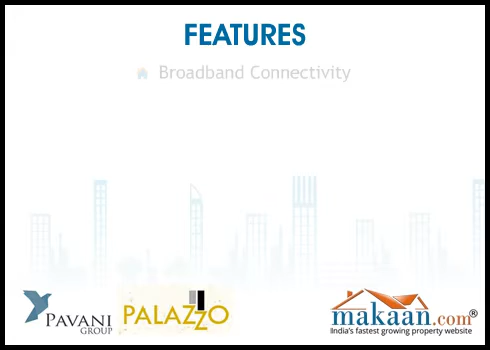 FEATURES
Broadband Connectivity
PAVANI
GROUP
PALAZZO
makaan.com®
India's fastest growing property website